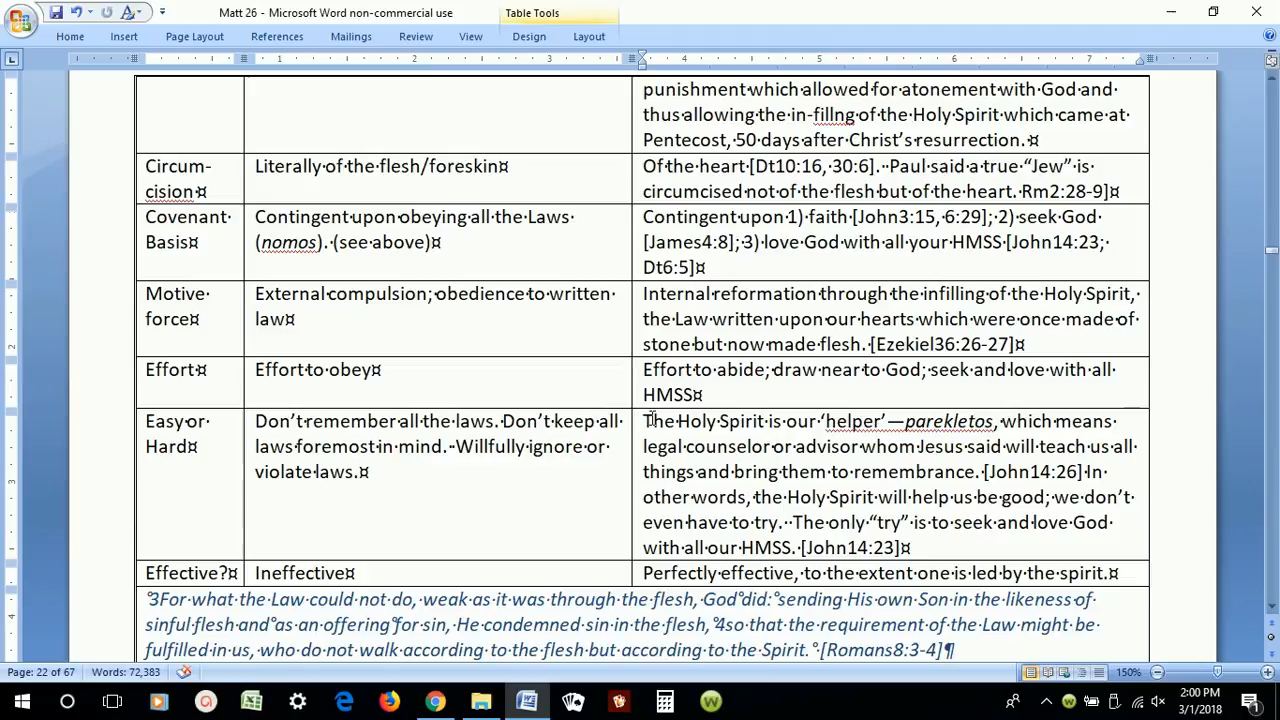 Matt 26 - Microsoft Word non-commercial use
Table Tools
Home Insert Page Layout References Mailings Review View Design Layout
1 2 3 4 5 6 7
punishment·which·allowed·for·atonement·with·God·and·
thus·allowing·the·in-fillng·of·the·Holy·Spirit·which·came·at·
Pentecost,·50·days·after·Christ's·resurrection.·¤
Circum-
cision·¤
Literally·of·the·flesh/foreskin¤
Of·the·heart·[Dt10:16,·30:6].··Paul·said·a·true·“Jew”·is·
circumcised·not·of·the·flesh·but·of·the·heart.·Rm2:28-9]¤
Covenant·
Basis¤
Contingent·upon·obeying·all·the·Laws·
(nomos).·(see·above)¤
Contingent·upon·1)·faith·[John3:15,·6:29];·2)·seek·God·
[James4:8];·3)·love·God·with·all·your·HMSS·[John14:23;·
Dt6:5]¤
Motive·
force¤
External·compulsion;·obedience·to·written·
law¤
Internal·reformation·through·the·infilling·of·the·Holy·Spirit,·
the·Law·written·upon·our·hearts·which·were·once·made·of·
stone·but·now·made·flesh.·[Ezekiel36:26-27]¤
Effort·¤
Effort·to·obey¤
Effort·to·abide;·draw·near·to·God;·seek·and·love·with·all·
HMSS¤
Easy·or·
Hard¤
Don’t·remember·all·the·laws.·Don’t·keep·all·
laws·foremost·in·mind.··Willfully·ignore·or·
violate·laws.¤
The·Holy·Spirit·is·our·‘helper’—parekletos,·which·means·
legal·counselor·or·advisor·whom·Jesus·said·will·teach·us·all·
things·and·bring·them·to·remembrance.·[John14:26]·In·
other·words,·the·Holy·Spirit·will·help·us·be·good;·we·don’t·
even·have·to·try.··The·only·“try”·is·to·seek·and·love·God·
with·all·our·HMSS.·[John14:23]¤
Effective?¤
Ineffective¤
Perfectly·effective,·to·the·extent·one·is·led·by·the·spirit.¤
3For·what·the·Law·could·not·do,·weak·as·it·was·through·the·flesh,·God°did:°sending·His·own·Son·in·the·likeness·of·
sinful·flesh·and°as·an·offering°for·sin,·He·condemned·sin·in·the·flesh,°4so·that·the·requirement·of·the·Law·might·be·
fulfilled·in·us,·who·do·not·walk·according·to·the·flesh·but·according·to·the·Spirit.°·[Romans8:3-4]¶
Page: 22 of 67 Words: 72,383 150%
2:00 PM
3/1/2018